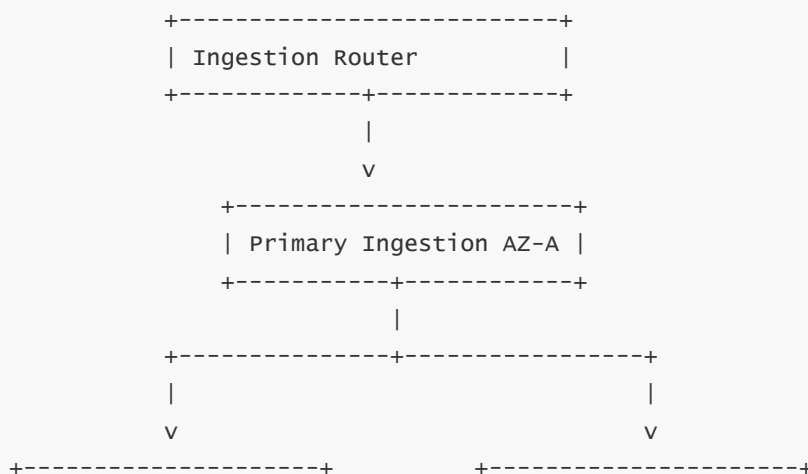 +---------------------------+
| Ingestion Router          |
+-------------+-------------+
|
v
+------------------------+
| Primary Ingestion AZ-A |
+-----------+------------+
|
+---------------+-----------------+
| |
v v
+---------------------+ +----------------------+